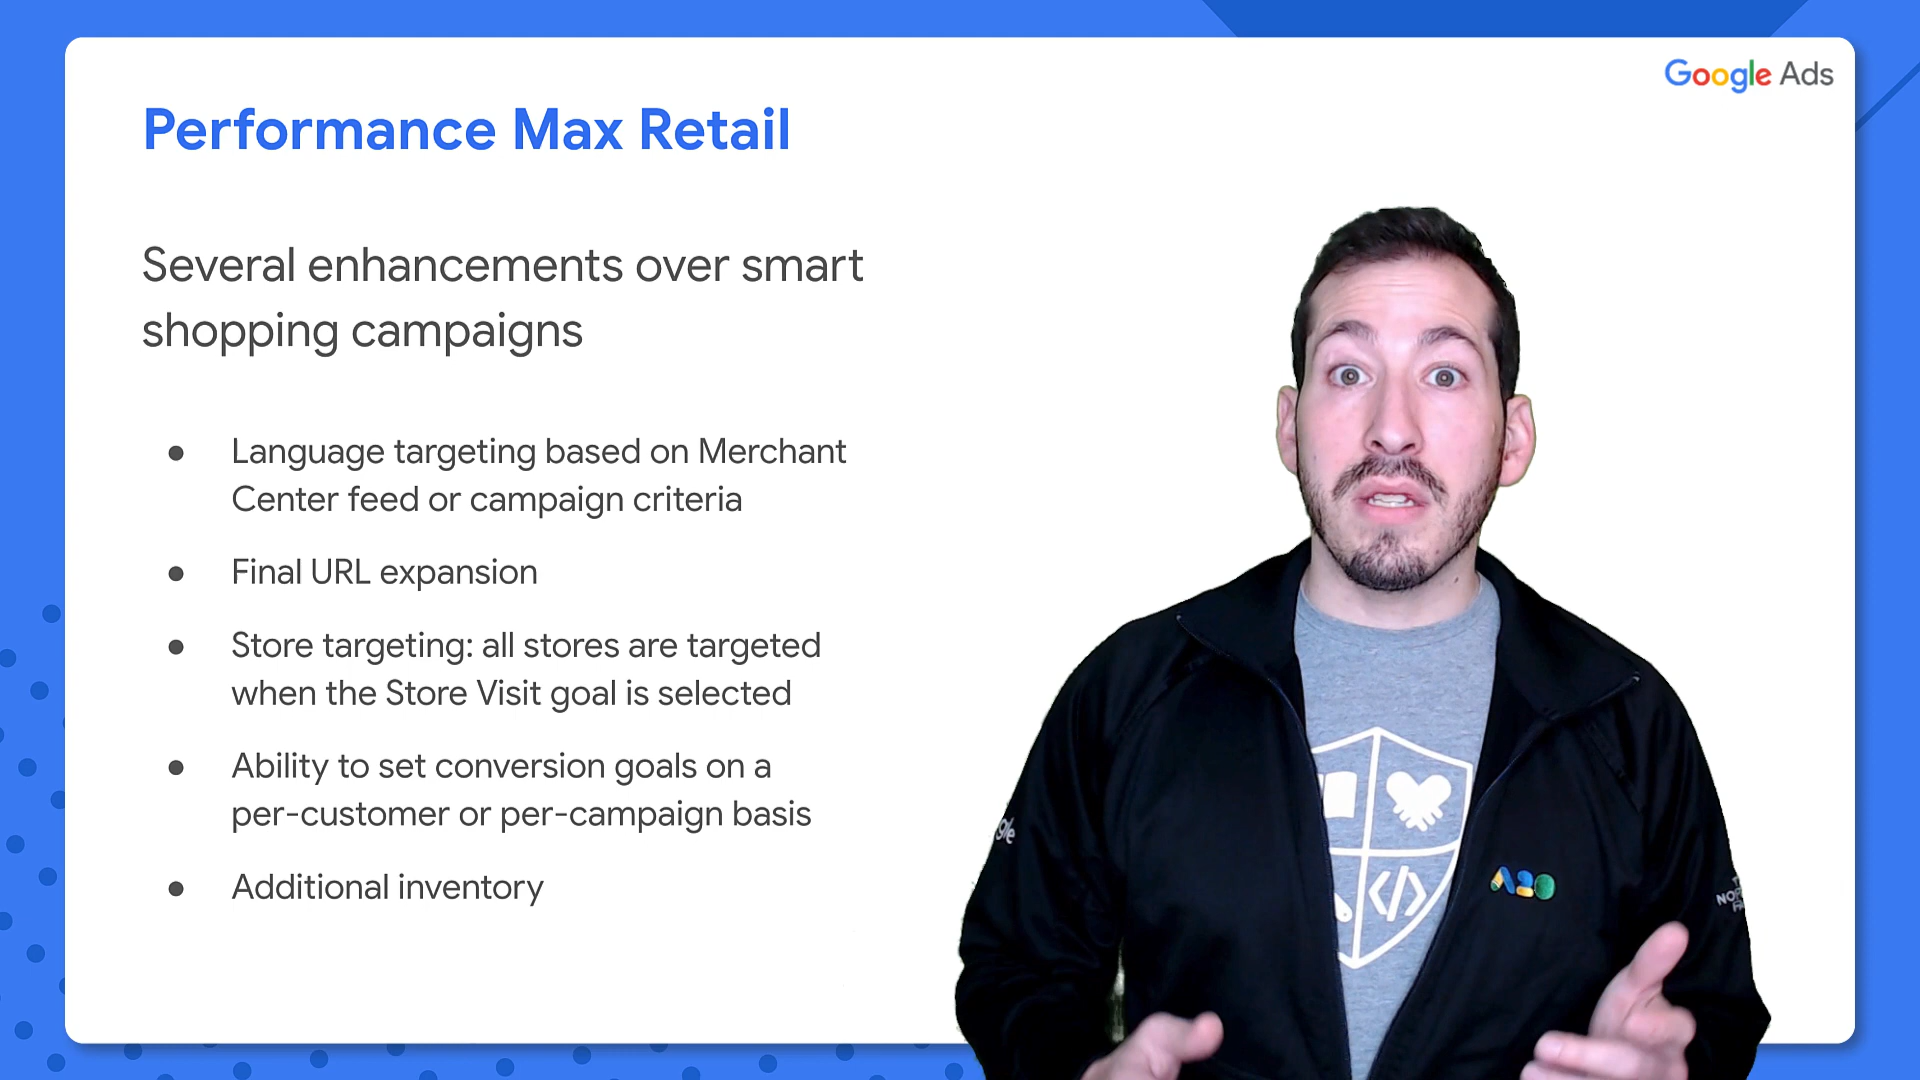 Google Ads
Performance Max Retail
Several enhancements over smart
shopping campaigns
● Language targeting based on Merchant
Center feed or campaign criteria
● Final URL expansion
● Store targeting: all stores are targeted
when the Store Visit goal is selected
● Ability to set conversion goals on a
per-customer or per-campaign basis
● Additional inventory